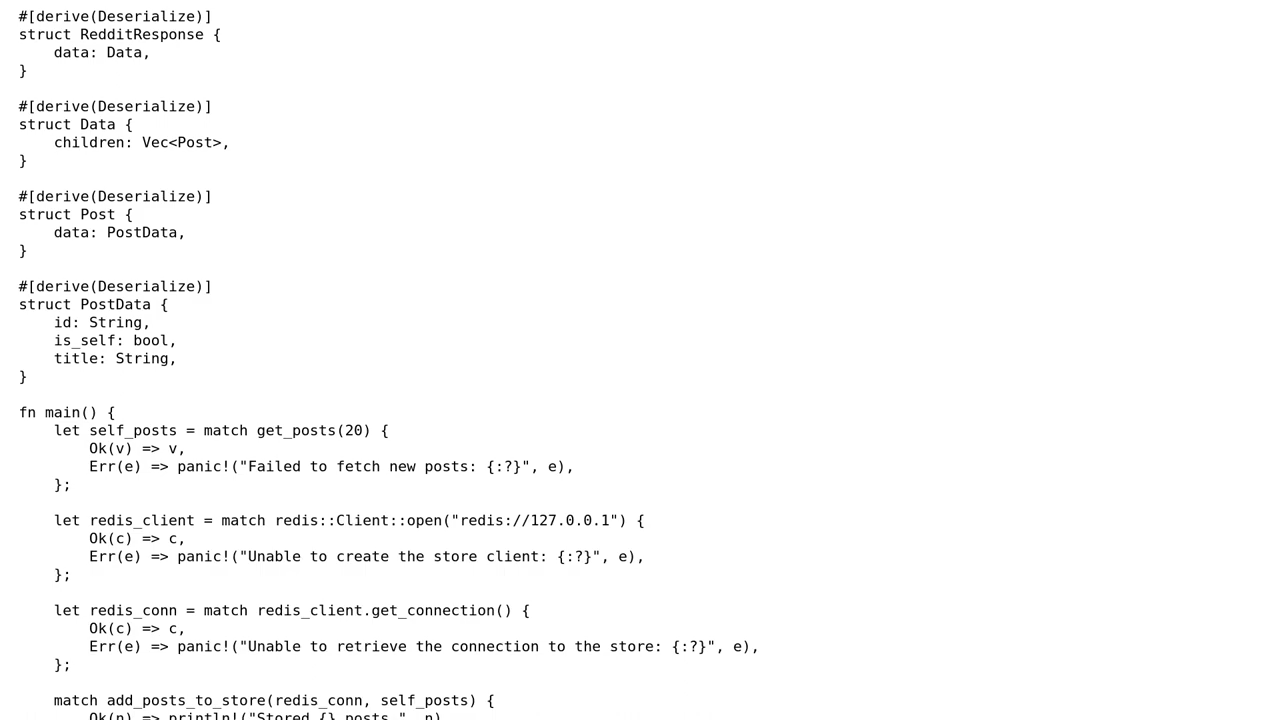 #[derive(Deserialize)]
struct RedditResponse {
    data: Data,
}

#[derive(Deserialize)]
struct Data {
    children: Vec<Post>,
}

#[derive(Deserialize)]
struct Post {
    data: PostData,
}

#[derive(Deserialize)]
struct PostData {
    id: String,
    is_self: bool,
    title: String,
}

fn main() {
    let self_posts = match get_posts(20) {
        Ok(v) => v,
        Err(e) => panic!("Failed to fetch new posts: {:?}", e),
    };

    let redis_client = match redis::Client::open("redis://127.0.0.1") {
        Ok(c) => c,
        Err(e) => panic!("Unable to create the store client: {:?}", e),
    };

    let redis_conn = match redis_client.get_connection() {
        Ok(c) => c,
        Err(e) => panic!("Unable to retrieve the connection to the store: {:?}", e),
    };

    match add_posts_to_store(redis_conn, self_posts) {
        Ok(n) => println!("Stored {} posts.", n)